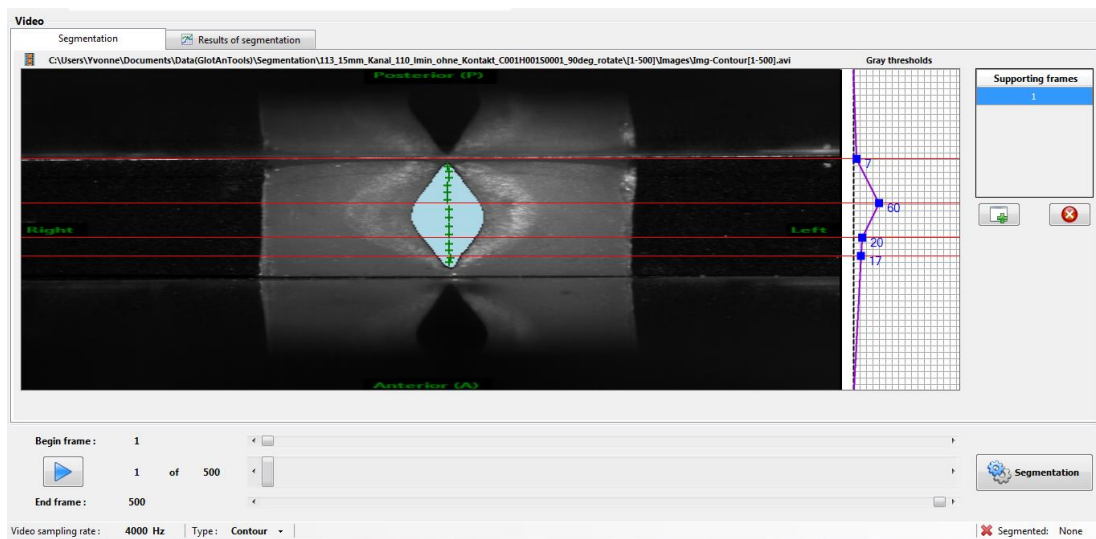 Video
Segmentation
Results of segmentation
C:\Users\Yvonne\Documents\Data(GlotAnTools)\Segmentation\113_15mm_Kanal_110_lmin_ohne_Kontakt_C001H001S0001_90deg_rotate\[1-500]\Images\Img-Contour[1-500].avi
Gray thresholds
Supporting frames
1
Posterior (P)
7
60
Right
Left
20
17
Anterior (A)
Begin frame : 1
1 of 500
Segmentation
End frame : 500
Video sampling rate : 4000 Hz Type : Contour Segmented: None